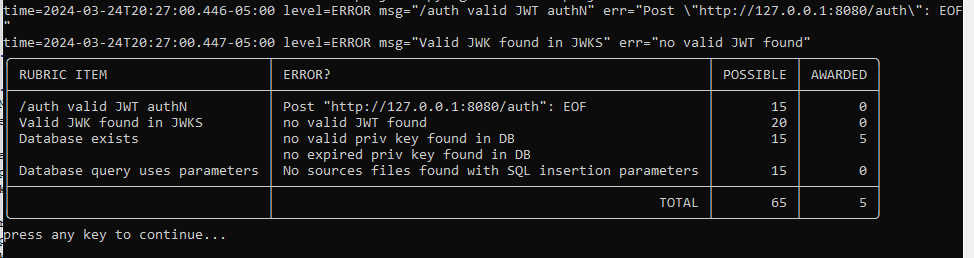 time=2024-03-24T20:27:00.446-05:00 level=ERROR msg="/auth valid JWT authN" err="Post \"http://127.0.0.1:8080/auth\": EOF
"
time=2024-03-24T20:27:00.447-05:00 level=ERROR msg="Valid JWK found in JWKS" err="no valid JWT found"
RUBRIC ITEM ERROR? POSSIBLE AWARDED
/auth valid JWT authN Post "http://127.0.0.1:8080/auth": EOF 15 0
Valid JWK found in JWKS no valid JWT found 20 0
Database exists no valid priv key found in DB 15 5
no expired priv key found in DB
Database query uses parameters No sources files found with SQL insertion parameters 15 0
TOTAL 65 5
press any key to continue...